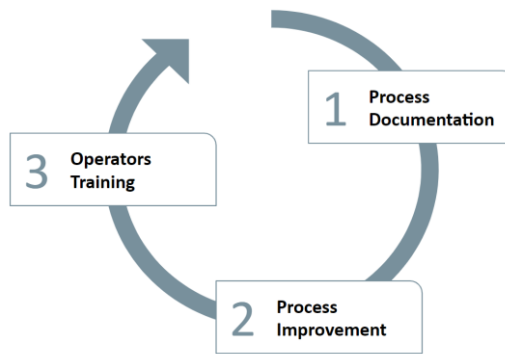 1
Process
Documentation
2
Process
Improvement
3
Operators
Training